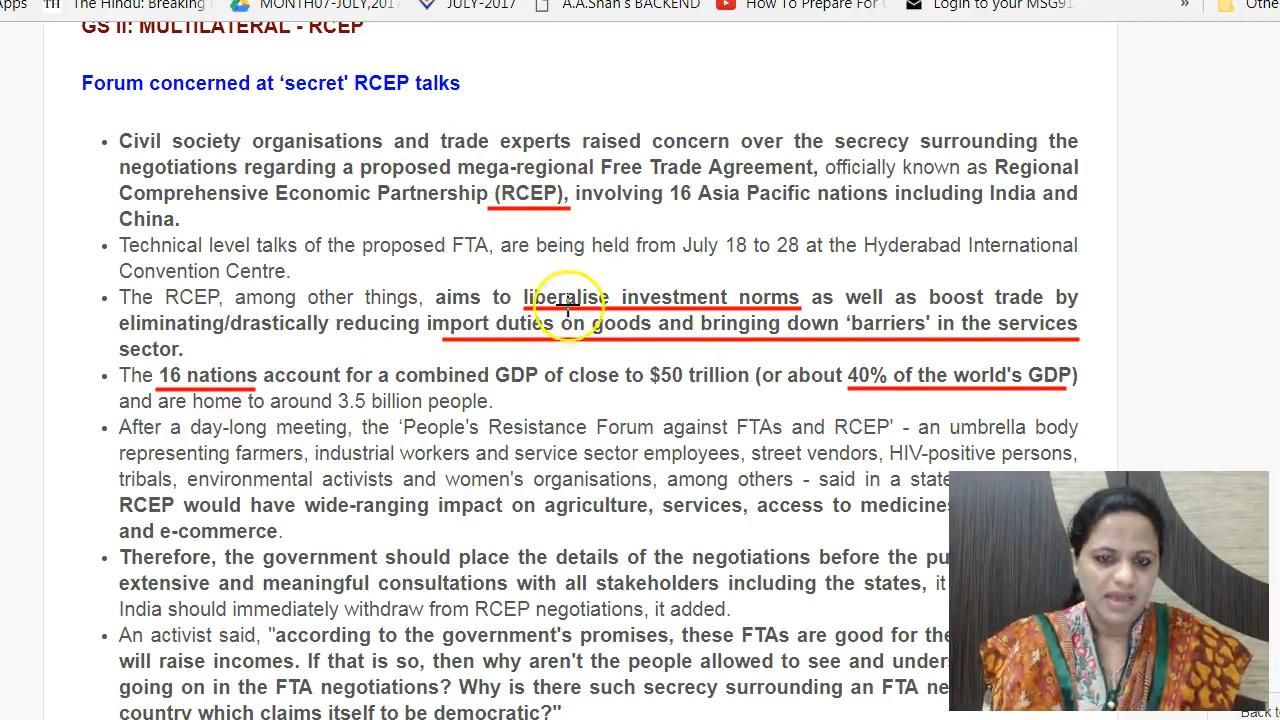 Apps TH The Hindu: Breaking MONTH07-JULY,2017 JULY-2017 A.A.Shah's BACKEND How To Prepare For Login to your MSG91 » Othe
GS II: MULTILATERAL - RCEP
Forum concerned at ‘secret' RCEP talks
• Civil society organisations and trade experts raised concern over the secrecy surrounding the
negotiations regarding a proposed mega-regional Free Trade Agreement, officially known as Regional
Comprehensive Economic Partnership (RCEP), involving 16 Asia Pacific nations including India and
China.
• Technical level talks of the proposed FTA, are being held from July 18 to 28 at the Hyderabad International
Convention Centre.
• The RCEP, among other things, aims to liberalise investment norms as well as boost trade by
eliminating/drastically reducing import duties on goods and bringing down ‘barriers' in the services
sector.
• The 16 nations account for a combined GDP of close to $50 trillion (or about 40% of the world's GDP)
and are home to around 3.5 billion people.
• After a day-long meeting, the ‘People's Resistance Forum against FTAs and RCEP' - an umbrella body
representing farmers, industrial workers and service sector employees, street vendors, HIV-positive persons,
tribals, environmental activists and women's organisations, among others - said in a state
RCEP would have wide-ranging impact on agriculture, services, access to medicines
and e-commerce.
• Therefore, the government should place the details of the negotiations before the pu
extensive and meaningful consultations with all stakeholders including the states, it
India should immediately withdraw from RCEP negotiations, it added.
• An activist said, "according to the government's promises, these FTAs are good for the
will raise incomes. If that is so, then why aren't the people allowed to see and unders
going on in the FTA negotiations? Why is there such secrecy surrounding an FTA ne
country which claims itself to be democratic?"
Back to